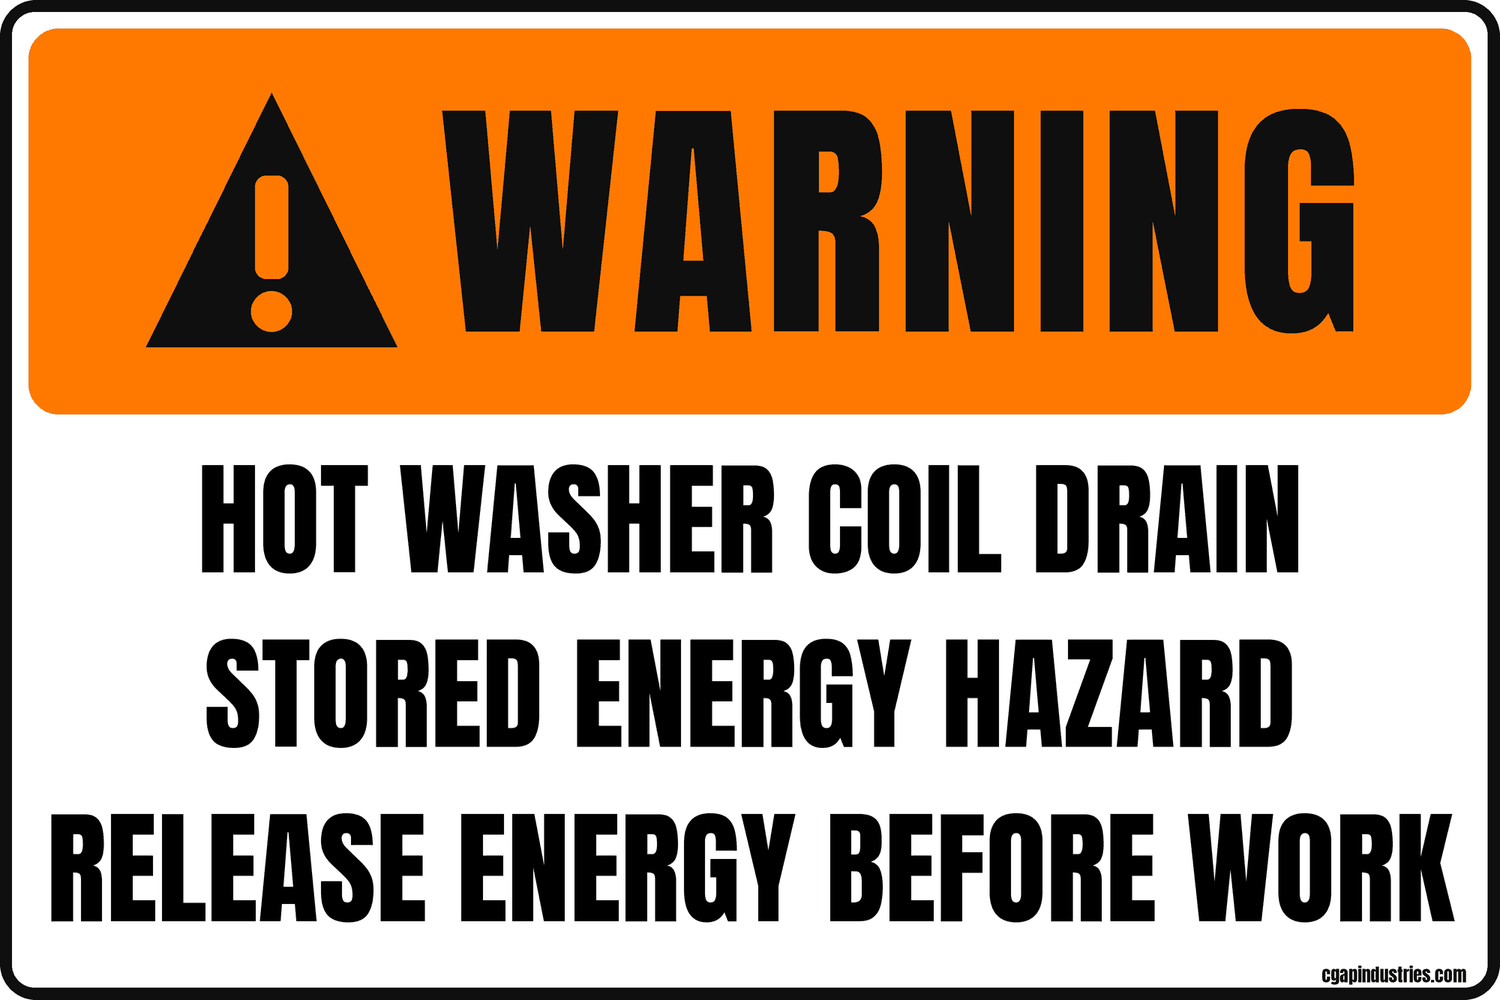 WARNING
HOT WASHER COIL DRAIN
STORED ENERGY HAZARD
RELEASE ENERGY BEFORE WORK
cgapindustries.com